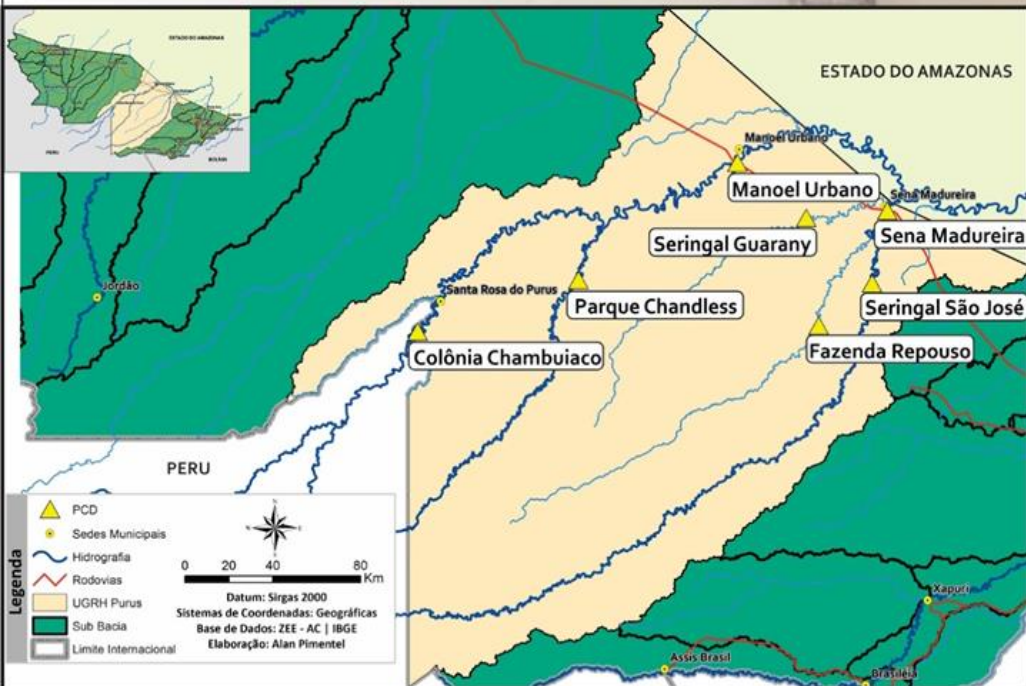 ESTADO DO AMAZONAS
PERU
BOLÍVIA
ESTADO DO AMAZONAS
Manoel Urbano
Manoel Urbano
Sena Madureira
Seringal Guarany
Sena Madureira
Jordão
Santa Rosa do Purus
Parque Chandless
Seringal São José
Colônia Chambuiaco
Fazenda Repouso
PERU
Legenda
PCD
Sedes Municipais
Hidrografia
Rodovias
UGRH Purus
Sub Bacia
Limite Internacional
N
E
S
0 20 40 80
Km
Datum: Sirgas 2000
Sistemas de Coordenadas: Geográficas
Base de Dados: ZEE - AC | IBGE
Elaboração: Alan Pimentel
Xapuri
Assis Brasil
Brasiléia